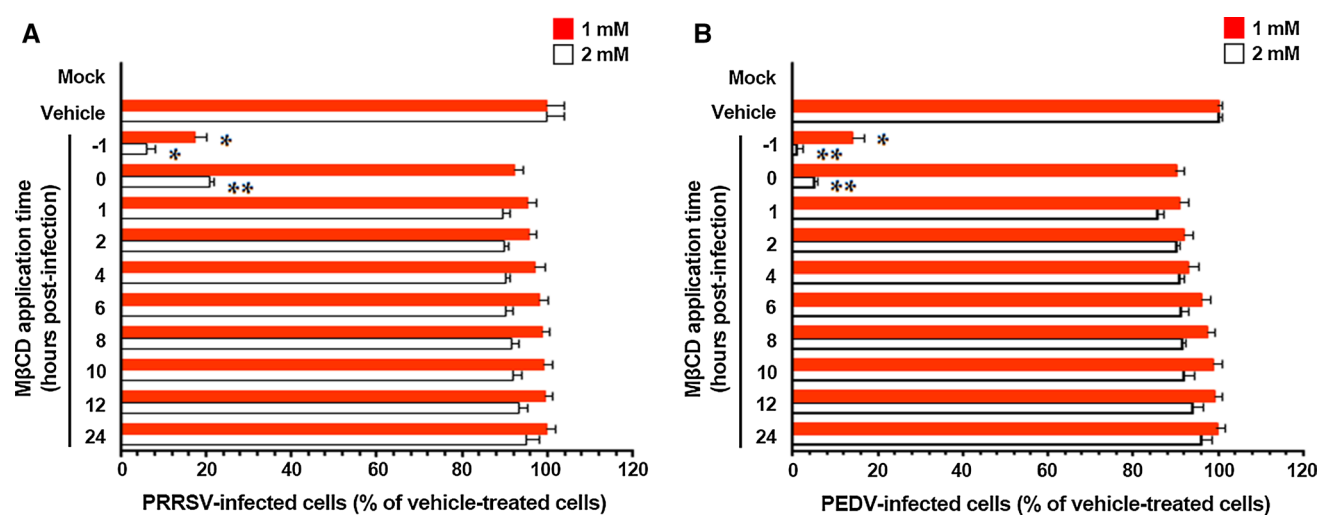 A
1 mM
2 mM
Mock
Vehicle
-1
*
*
0
**
1
2
4
6
8
10
12
24
MβCD application time
(hours post-infection)
0 20 40 60 80 100 120
PRRSV-infected cells (% of vehicle-treated cells)
B
1 mM
2 mM
Mock
Vehicle
-1
*
**
0
**
1
2
4
6
8
10
12
24
MβCD application time
(hours post-infection)
0 20 40 60 80 100 120
PEDV-infected cells (% of vehicle-treated cells)